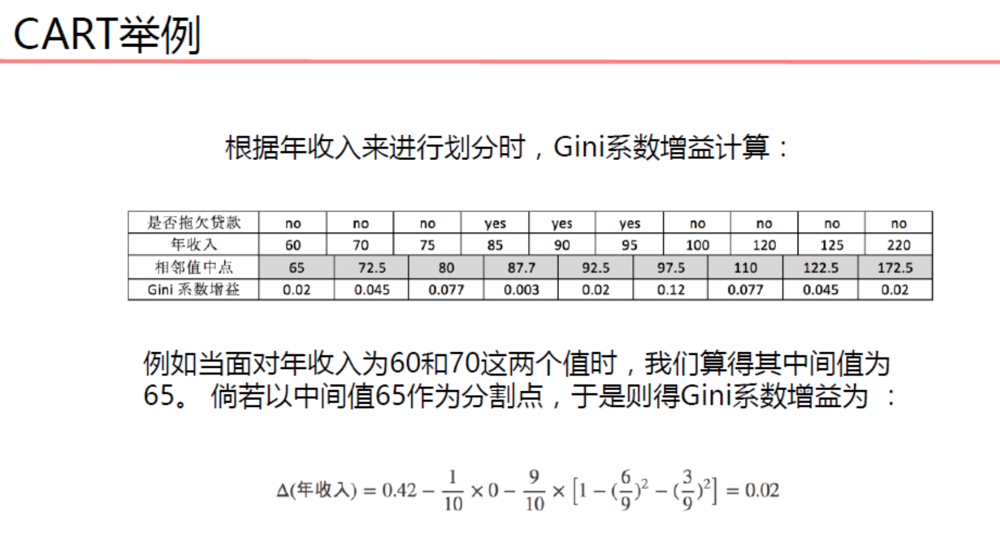 CART举例
根据年收入来进行划分时，Gini系数增益计算：
是否拖欠贷款 no no no yes yes yes no no no no
年收入 60 70 75 85 90 95 100 120 125 220
相邻值中点 65 72.5 80 87.7 92.5 97.5 110 122.5 172.5
Gini 系数增益 0.02 0.045 0.077 0.003 0.02 0.12 0.077 0.045 0.02
例如当面对年收入为60和70这两个值时，我们算得其中间值为
65。 倘若以中间值65作为分割点，于是则得Gini系数增益为 ：
Δ(年收入) = 0.42 − 1/10 × 0 − 9/10 × [1 − (6/9)² − (3/9)²] = 0.02